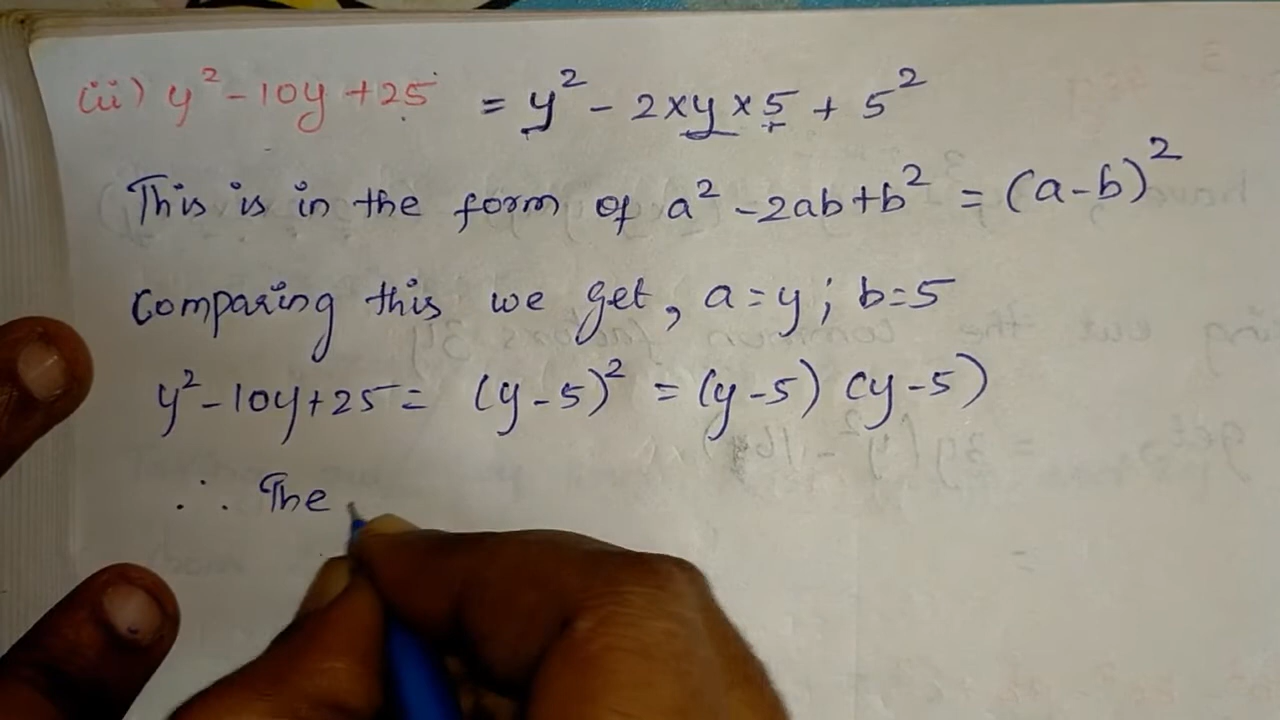 (ii) y² - 10y + 25 = y² - 2×y×5 + 5²
This is in the form of a² - 2ab + b² = (a - b)²
Comparing this we get, a = y ; b = 5
y² - 10y + 25 = (y - 5)² = (y - 5) (y - 5)
∴ The